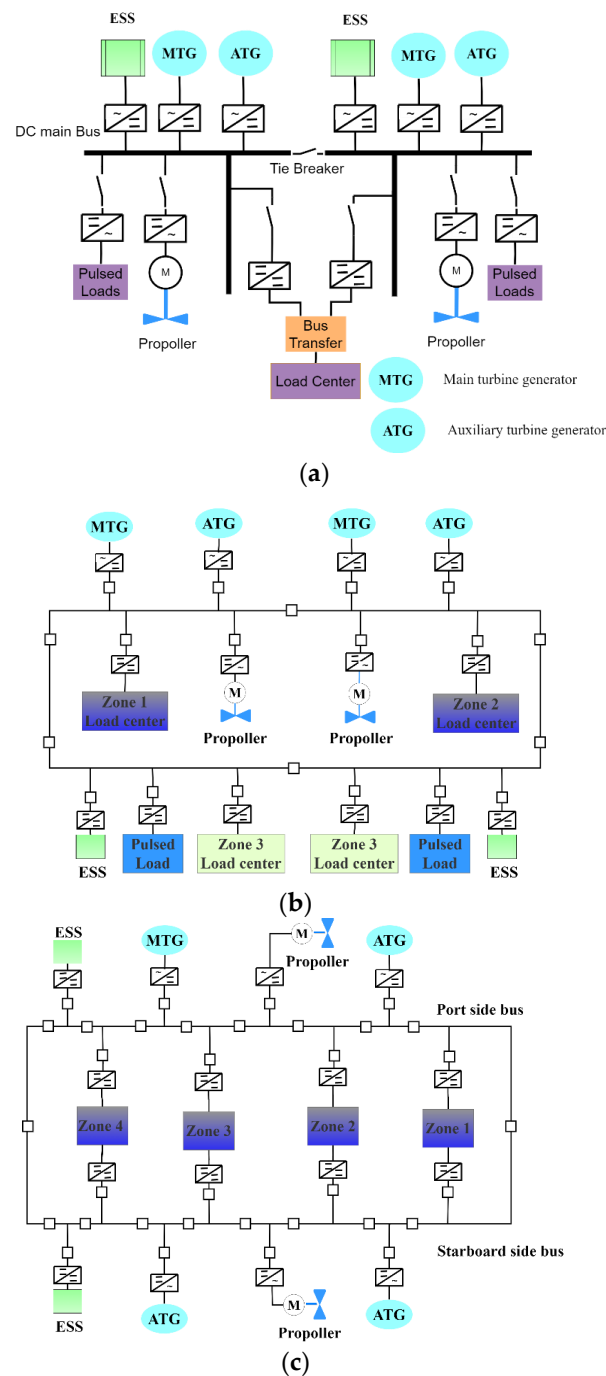 ESS
MTG
ATG
ESS
MTG
ATG
DC main Bus
Tie Breaker
Pulsed
Loads
M
Propoller
Bus
Transfer
Load Center
M
Propoller
Pulsed
Loads
MTG
Main turbine generator
ATG
Auxiliary turbine generator
(a)
MTG
ATG
MTG
ATG
Zone 1
Load center
M
Propoller
M
Propoller
Zone 2
Load center
ESS
Pulsed
Load
Zone 3
Load center
Zone 3
Load center
Pulsed
Load
ESS
(b)
ESS
MTG
M
Propoller
ATG
Port side bus
Zone 4
Zone 3
Zone 2
Zone 1
Starboard side bus
ESS
ATG
M
Propoller
ATG
(c)